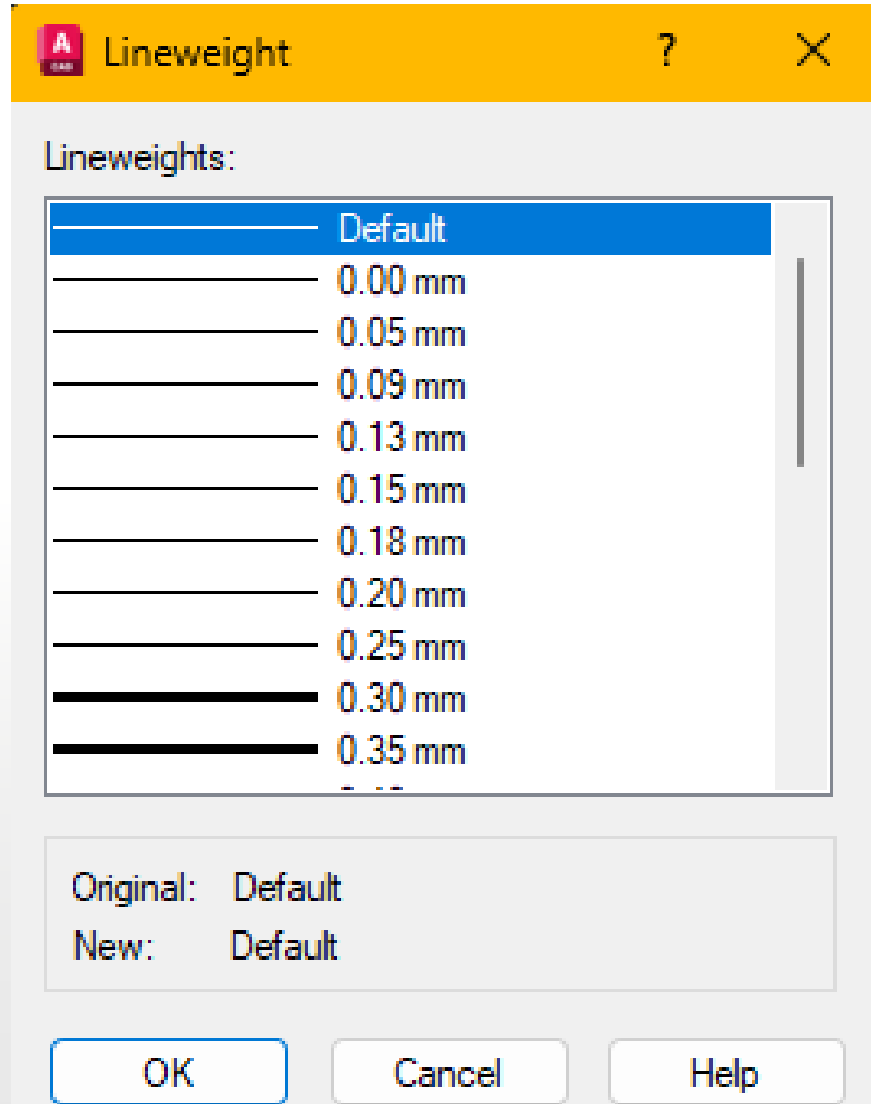 A
CAD
Lineweight ? X
Lineweights:
Default
0.00 mm
0.05 mm
0.09 mm
0.13 mm
0.15 mm
0.18 mm
0.20 mm
0.25 mm
0.30 mm
0.35 mm
Original: Default
New: Default
OK Cancel Help